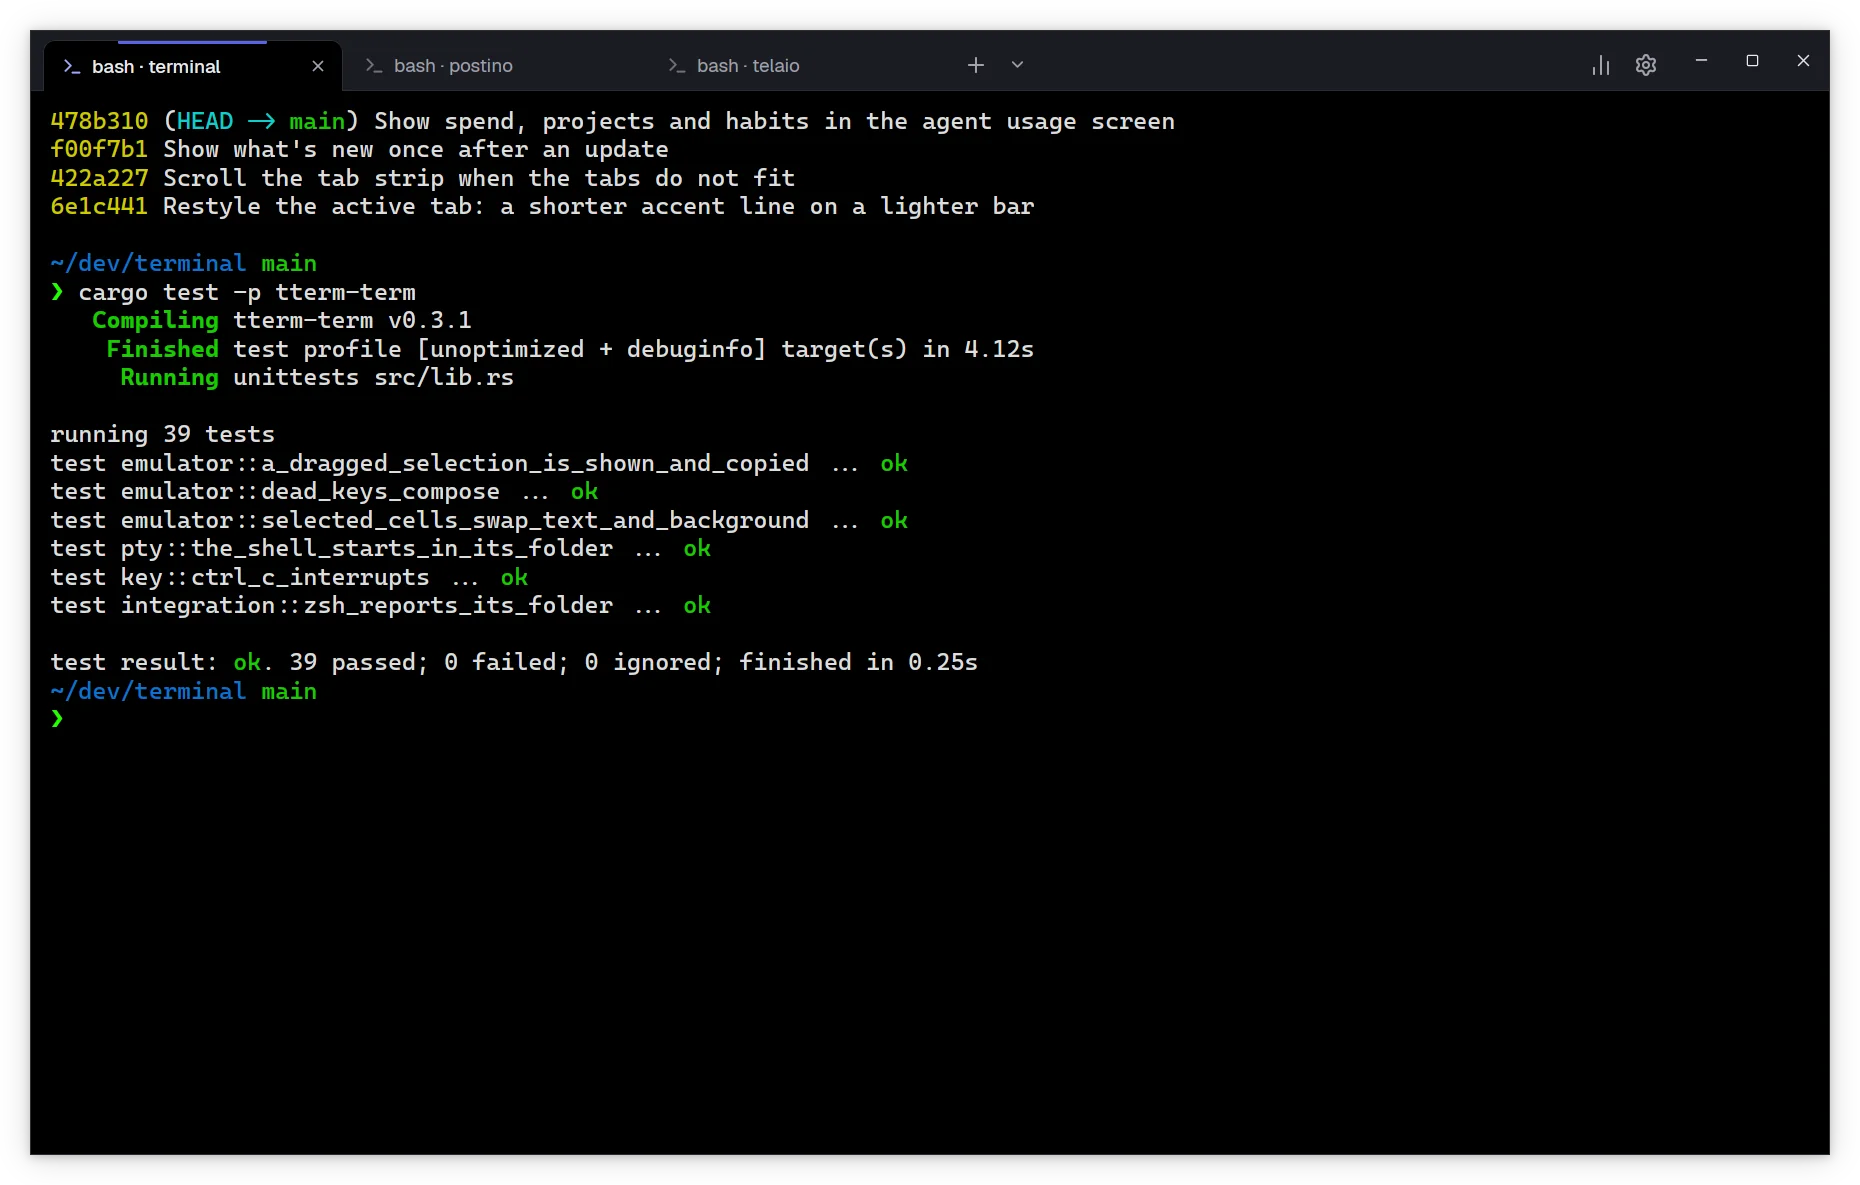 bash · terminal
bash · postino
bash · telaio
478b310 (HEAD -> main) Show spend, projects and habits in the agent usage screen
f00f7b1 Show what's new once after an update
422a227 Scroll the tab strip when the tabs do not fit
6e1c441 Restyle the active tab: a shorter accent line on a lighter bar
~/dev/terminal main
❯ cargo test -p tterm-term
Compiling tterm-term v0.3.1
Finished test profile [unoptimized + debuginfo] target(s) in 4.12s
Running unittests src/lib.rs
running 39 tests
test emulator::a_dragged_selection_is_shown_and_copied ... ok
test emulator::dead_keys_compose ... ok
test emulator::selected_cells_swap_text_and_background ... ok
test pty::the_shell_starts_in_its_folder ... ok
test key::ctrl_c_interrupts ... ok
test integration::zsh_reports_its_folder ... ok
test result: ok. 39 passed; 0 failed; 0 ignored; finished in 0.25s
~/dev/terminal main
❯